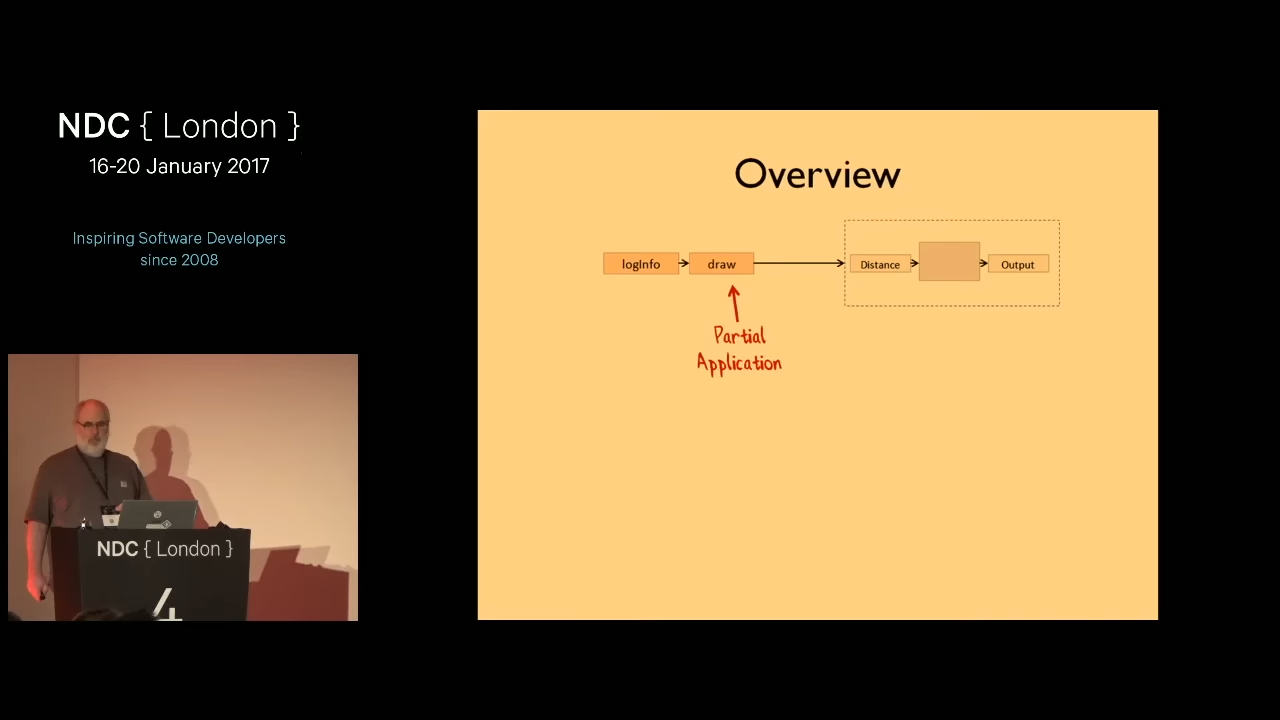 NDC { London }
16-20 January 2017
Inspiring Software Developers
since 2008
Overview
logInfo
draw
Distance
Output
Partial
Application
NDC { London }
4